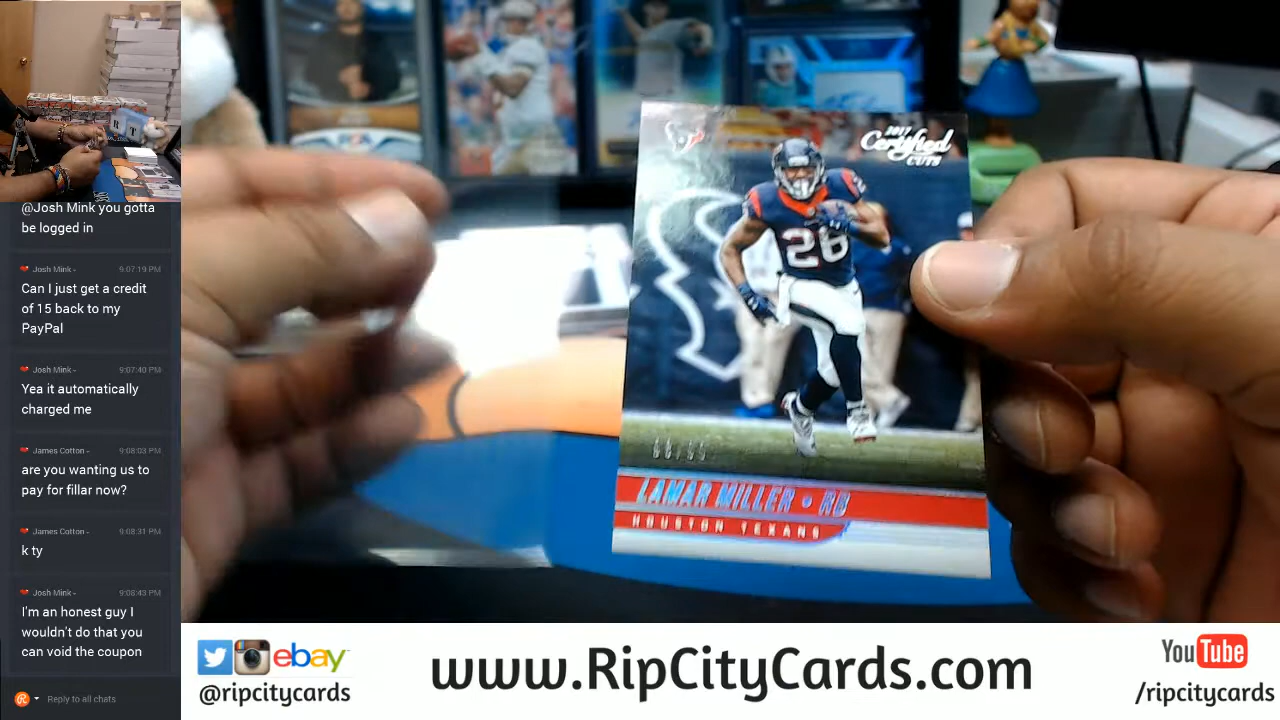 @Josh Mink you gotta
be logged in
Josh Mink - 9:07:19 PM
Can I just get a credit
of 15 back to my
PayPal
Josh Mink - 9:07:40 PM
Yea it automatically
charged me
James Cotton - 9:08:03 PM
are you wanting us to
pay for fillar now?
James Cotton - 9:08:31 PM
k ty
Josh Mink - 9:08:43 PM
I'm an honest guy I
wouldn't do that you
can void the coupon
Reply to all chats
2017
Certified
CUTS
26
26
LAMAR MILLER • RB
HOUSTON TEXANS
ebay
@ripcitycards
www.RipCityCards.com
YouTube
/ripcitycards